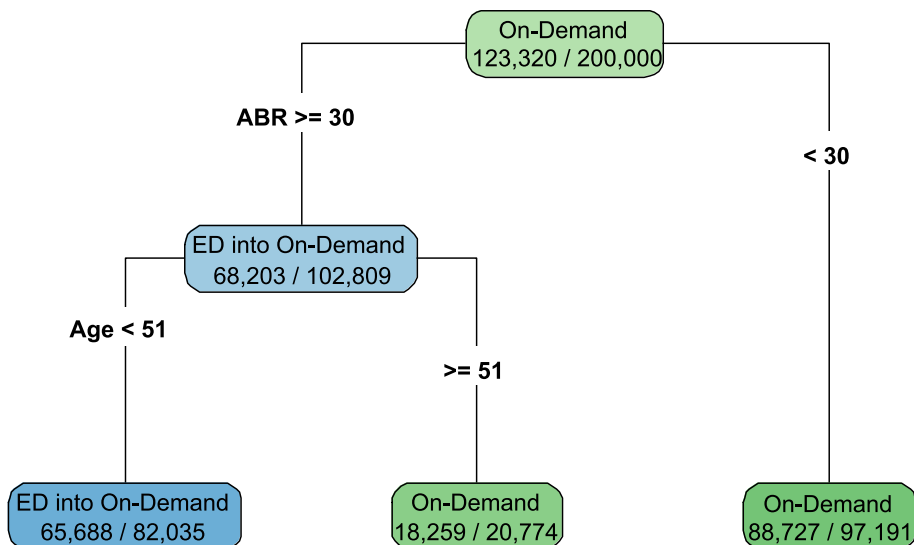 On-Demand
123,320 / 200,000
ABR >= 30
< 30
ED into On-Demand
68,203 / 102,809
Age < 51
>= 51
ED into On-Demand
65,688 / 82,035
On-Demand
18,259 / 20,774
On-Demand
88,727 / 97,191